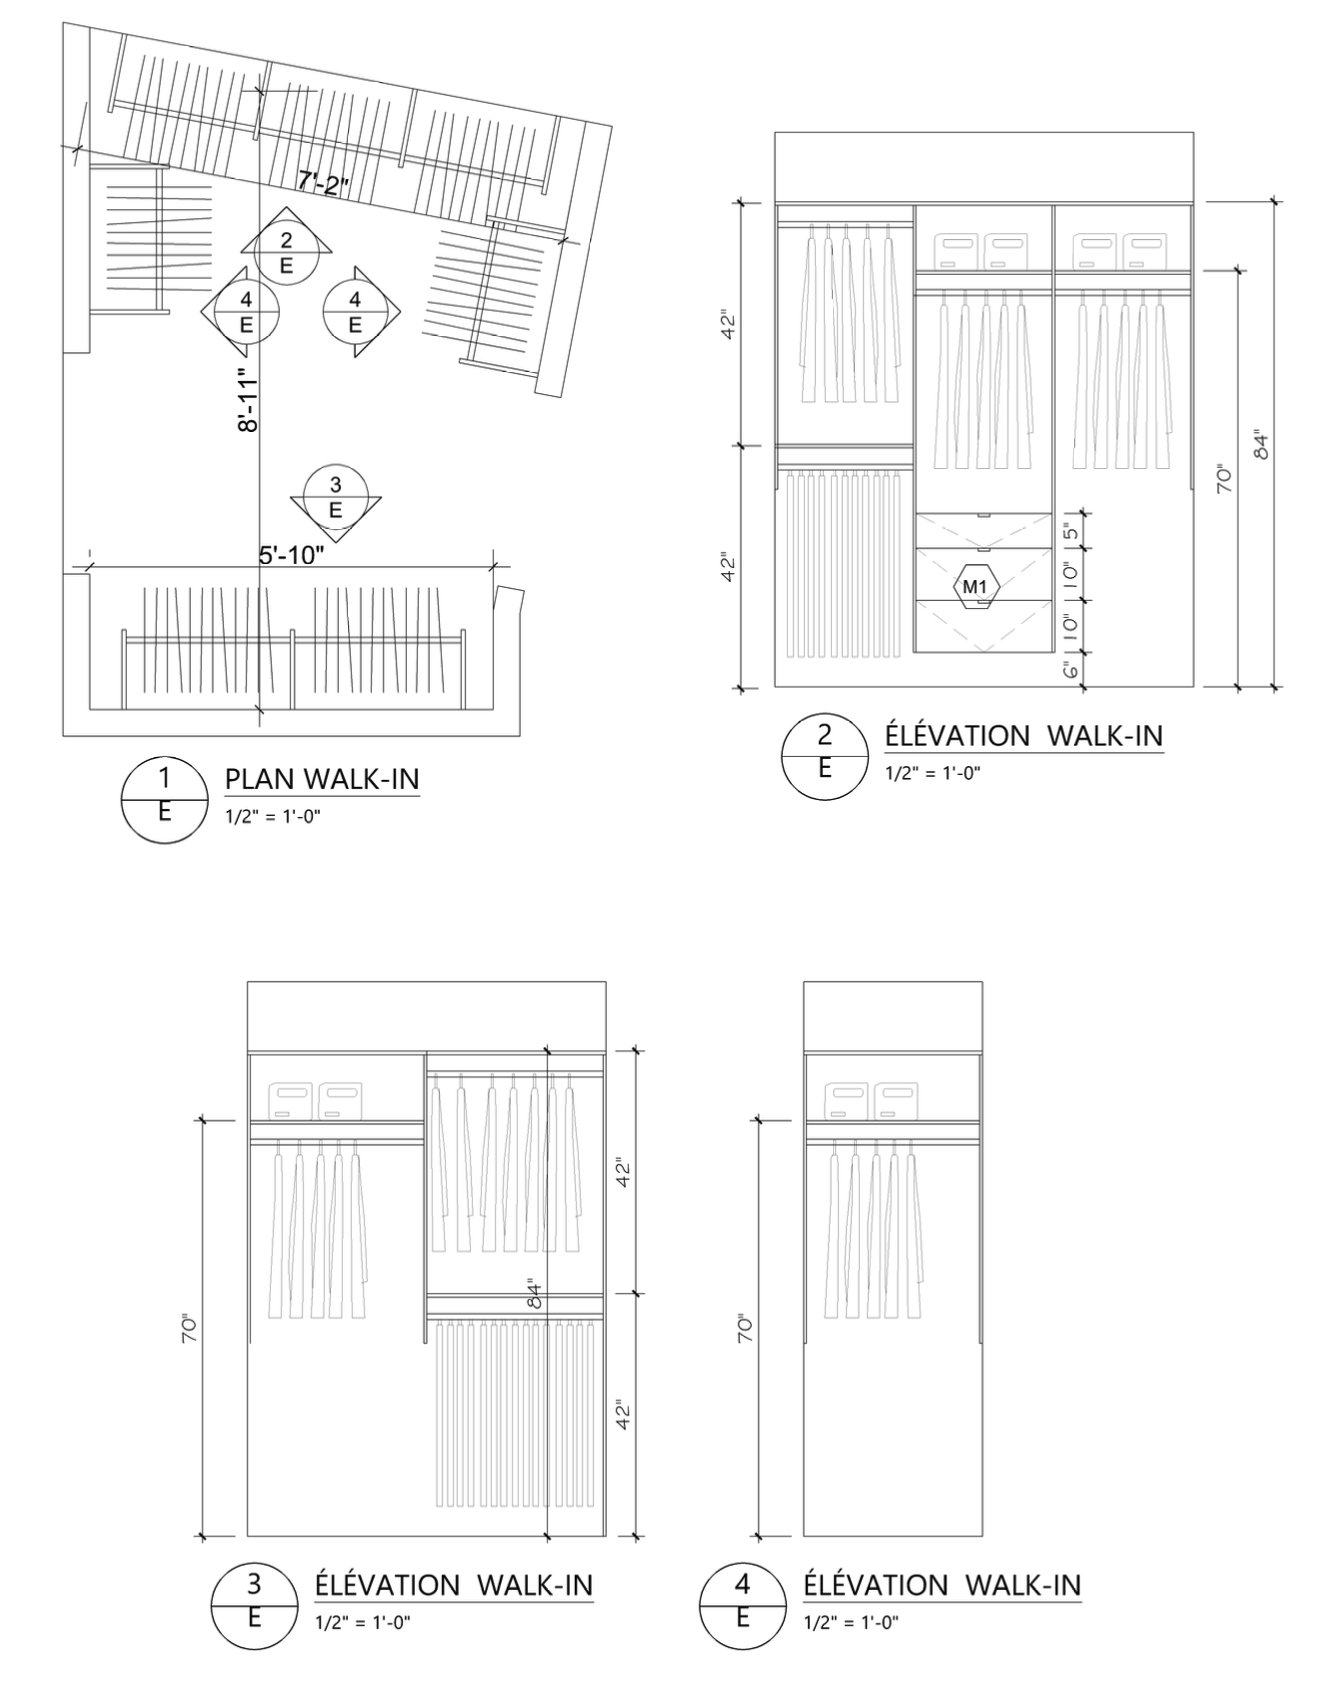 7'-2"
2
E
4
E
4
E
8'-11"
3
E
5'-10"
1
E
PLAN WALK-IN
1/2" = 1'-0"
42"
42"
M1
5"
10"
10"
6"
70"
84"
2
E
ÉLÉVATION WALK-IN
1/2" = 1'-0"
70"
84"
42"
42"
3
E
ÉLÉVATION WALK-IN
1/2" = 1'-0"
70"
4
E
ÉLÉVATION WALK-IN
1/2" = 1'-0"